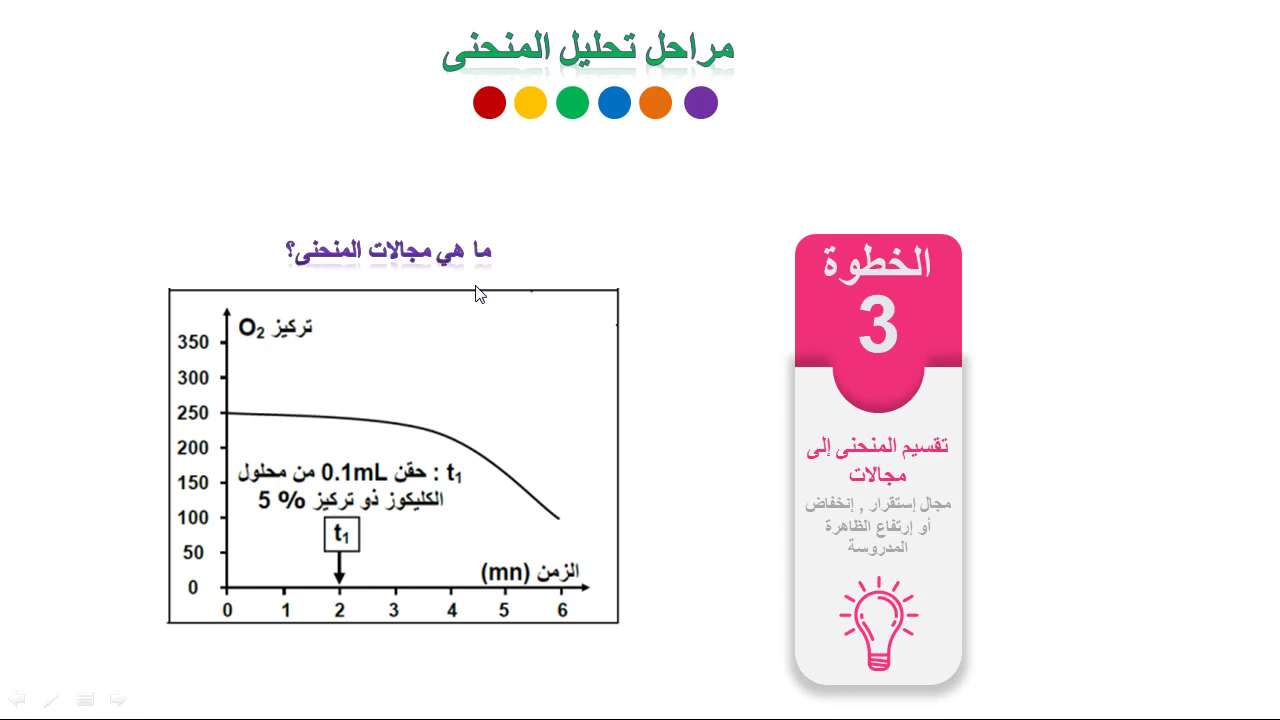 مراحل تحليل المنحنى
ما هي مجالات المنحنى؟
الخطوة
3
تقسيم المنحنى إلى
مجالات
مجال إستقرار , إنخفاض
أو إرتفاع الظاهرة
المدروسة
تركيز O₂
350
300
250
200
150
100
50
0
t₁ : حقن 0.1mL من محلول
الكليكوز ذو تركيز % 5
t₁
الزمن (mn)
0 1 2 3 4 5 6